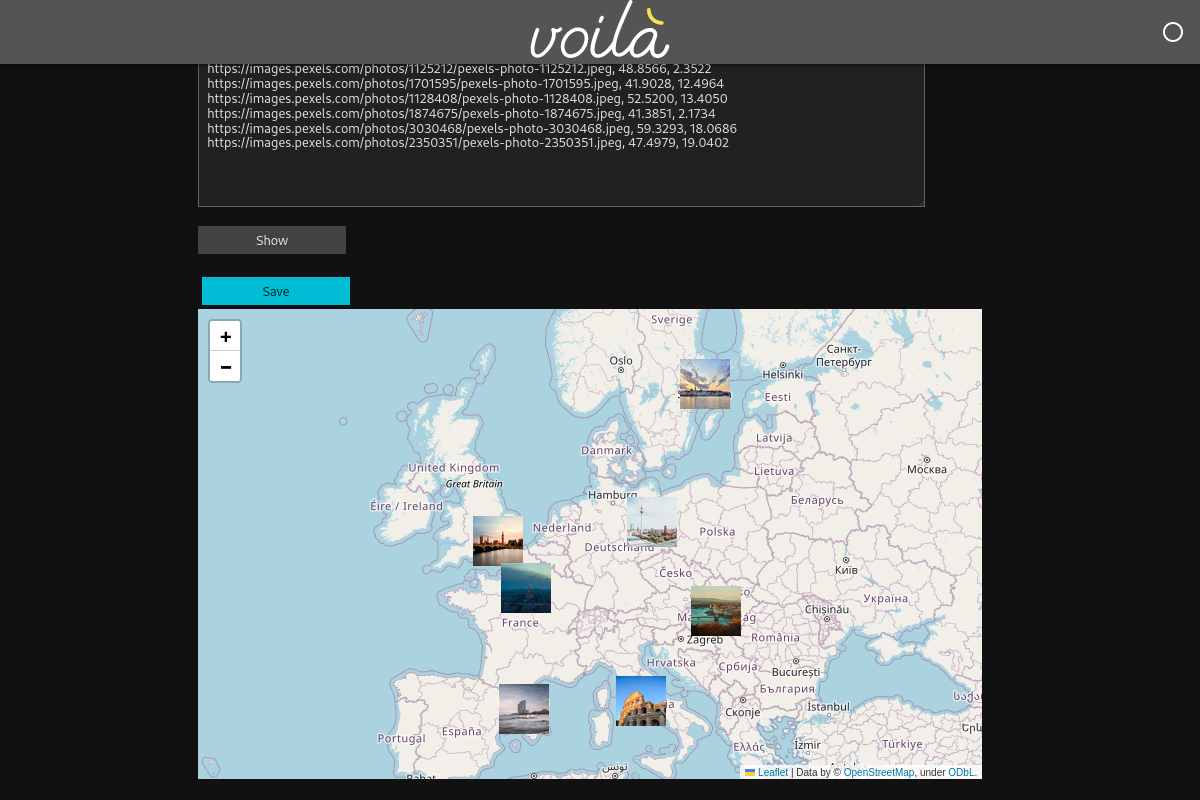 voilà
https://images.pexels.com/photos/1125212/pexels-photo-1125212.jpeg, 48.8566, 2.3522
https://images.pexels.com/photos/1701595/pexels-photo-1701595.jpeg, 41.9028, 12.4964
https://images.pexels.com/photos/1128408/pexels-photo-1128408.jpeg, 52.5200, 13.4050
https://images.pexels.com/photos/1874675/pexels-photo-1874675.jpeg, 41.3851, 2.1734
https://images.pexels.com/photos/3030468/pexels-photo-3030468.jpeg, 59.3293, 18.0686
https://images.pexels.com/photos/2350351/pexels-photo-2350351.jpeg, 47.4979, 19.0402
Show
Save
+
−
Sverige
Oslo
Санкт-
Петербург
Helsinki
Eesti
Latvija
Danmark
United Kingdom
Lietuva
Москва
Great Britain
Hamburg
Беларусь
Éire / Ireland
Nederland
Polska
Deutschland
Česko
Київ
Україна
Chișinău
France
Zagreb
România
Hrvatska
Србија
București
България
Скопје
İstanbul
España
Portugal
Ελλάς
İzmir
Türkiye
تونس
Leaflet | Data by © OpenStreetMap, under ODbL.